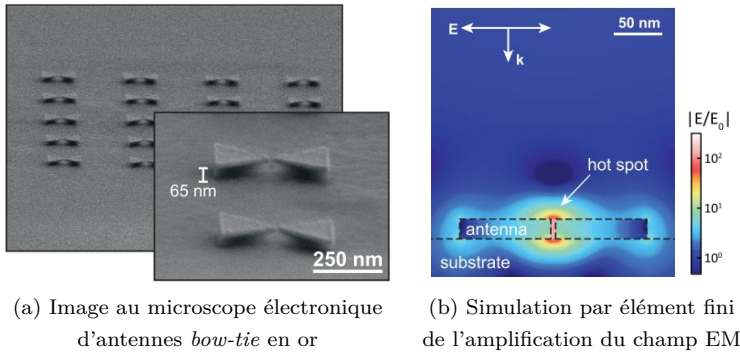 65 nm
250 nm
E
k
50 nm
|E/E₀|
10²
10¹
10⁰
hot spot
antenna
substrate
(a) Image au microscope électronique
d'antennes bow-tie en or
(b) Simulation par élément fini
de l'amplification du champ EM